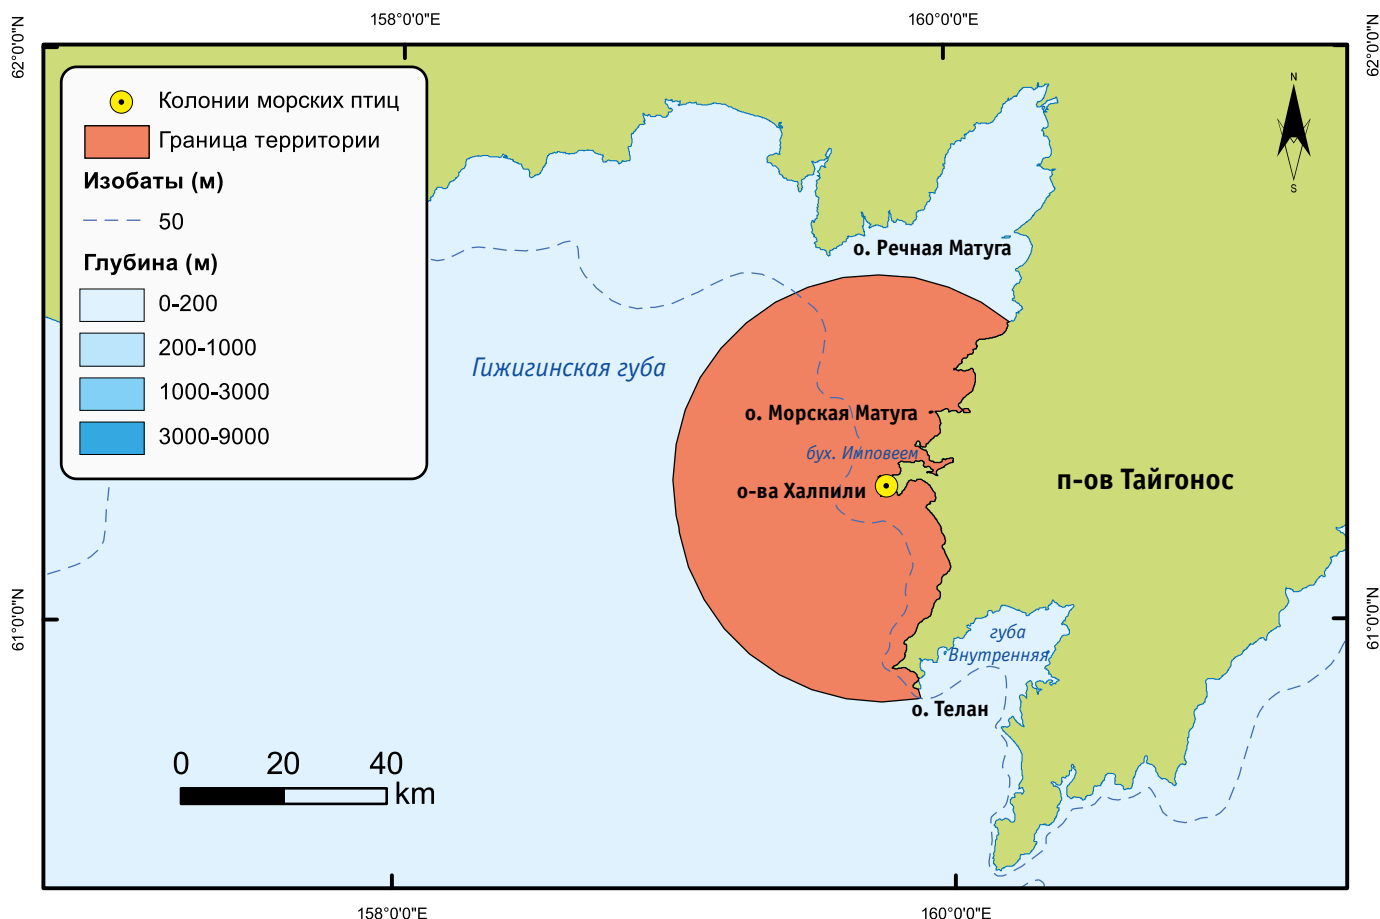 158°0'0"E
160°0'0"E
62°0'0"N
62°0'0"N
Колонии морских птиц
Граница территории
Изобаты (м)
50
Глубина (м)
0-200
200-1000
1000-3000
3000-9000
N
S
о. Речная Матуга
Гижигинская губа
о. Морская Матуга
бух. Имповеем
о-ва Халпили
п-ов Тайгонос
61°0'0"N
61°0'0"N
губа
Внутренняя
о. Телан
0 20 40
km
158°0'0"E
160°0'0"E